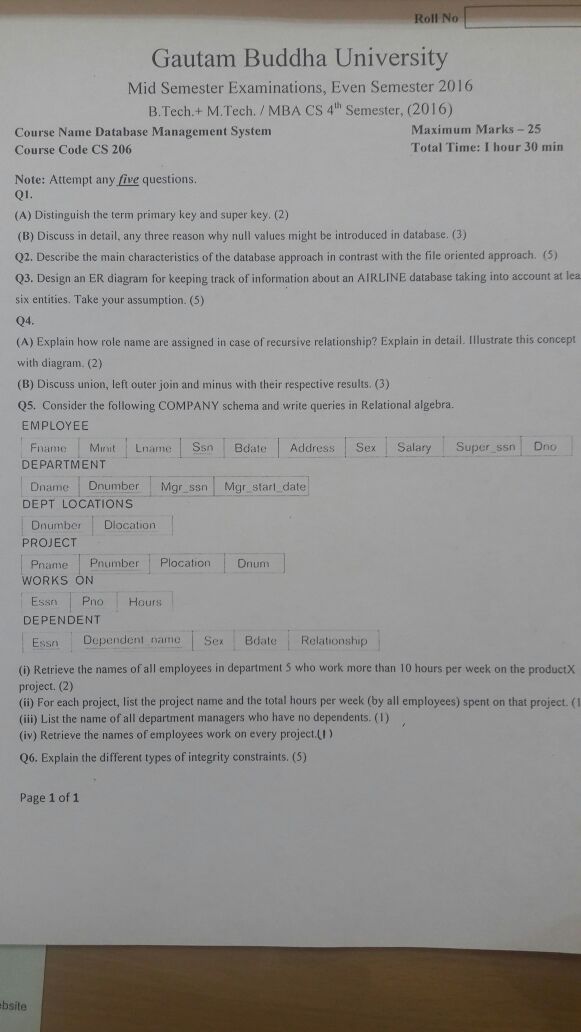 Roll No
Gautam Buddha University
Mid Semester Examinations, Even Semester 2016
B.Tech.+ M.Tech. / MBA CS 4th Semester, (2016)
Course Name Database Management System Maximum Marks – 25
Course Code CS 206 Total Time: 1 hour 30 min
Note: Attempt any five questions.
Q1.
(A) Distinguish the term primary key and super key. (2)
(B) Discuss in detail, any three reason why null values might be introduced in database. (3)
Q2. Describe the main characteristics of the database approach in contrast with the file oriented approach. (5)
Q3. Design an ER diagram for keeping track of information about an AIRLINE database taking into account at lea
six entities. Take your assumption. (5)
Q4.
(A) Explain how role name are assigned in case of recursive relationship? Explain in detail. Illustrate this concept
with diagram. (2)
(B) Discuss union, left outer join and minus with their respective results. (3)
Q5. Consider the following COMPANY schema and write queries in Relational algebra.
EMPLOYEE
Fname Minit Lname Ssn Bdate Address Sex Salary Super_ssn Dno
DEPARTMENT
Dname Dnumber Mgr_ssn Mgr_start_date
DEPT LOCATIONS
Dnumber Dlocation
PROJECT
Pname Pnumber Plocation Dnum
WORKS ON
Essn Pno Hours
DEPENDENT
Essn Dependent_name Sex Bdate Relationship
(i) Retrieve the names of all employees in department 5 who work more than 10 hours per week on the productX
project. (2)
(ii) For each project, list the project name and the total hours per week (by all employees) spent on that project. (1
(iii) List the name of all department managers who have no dependents. (1)
(iv) Retrieve the names of employees work on every project.(1)
Q6. Explain the different types of integrity constraints. (5)
Page 1 of 1
ebsite